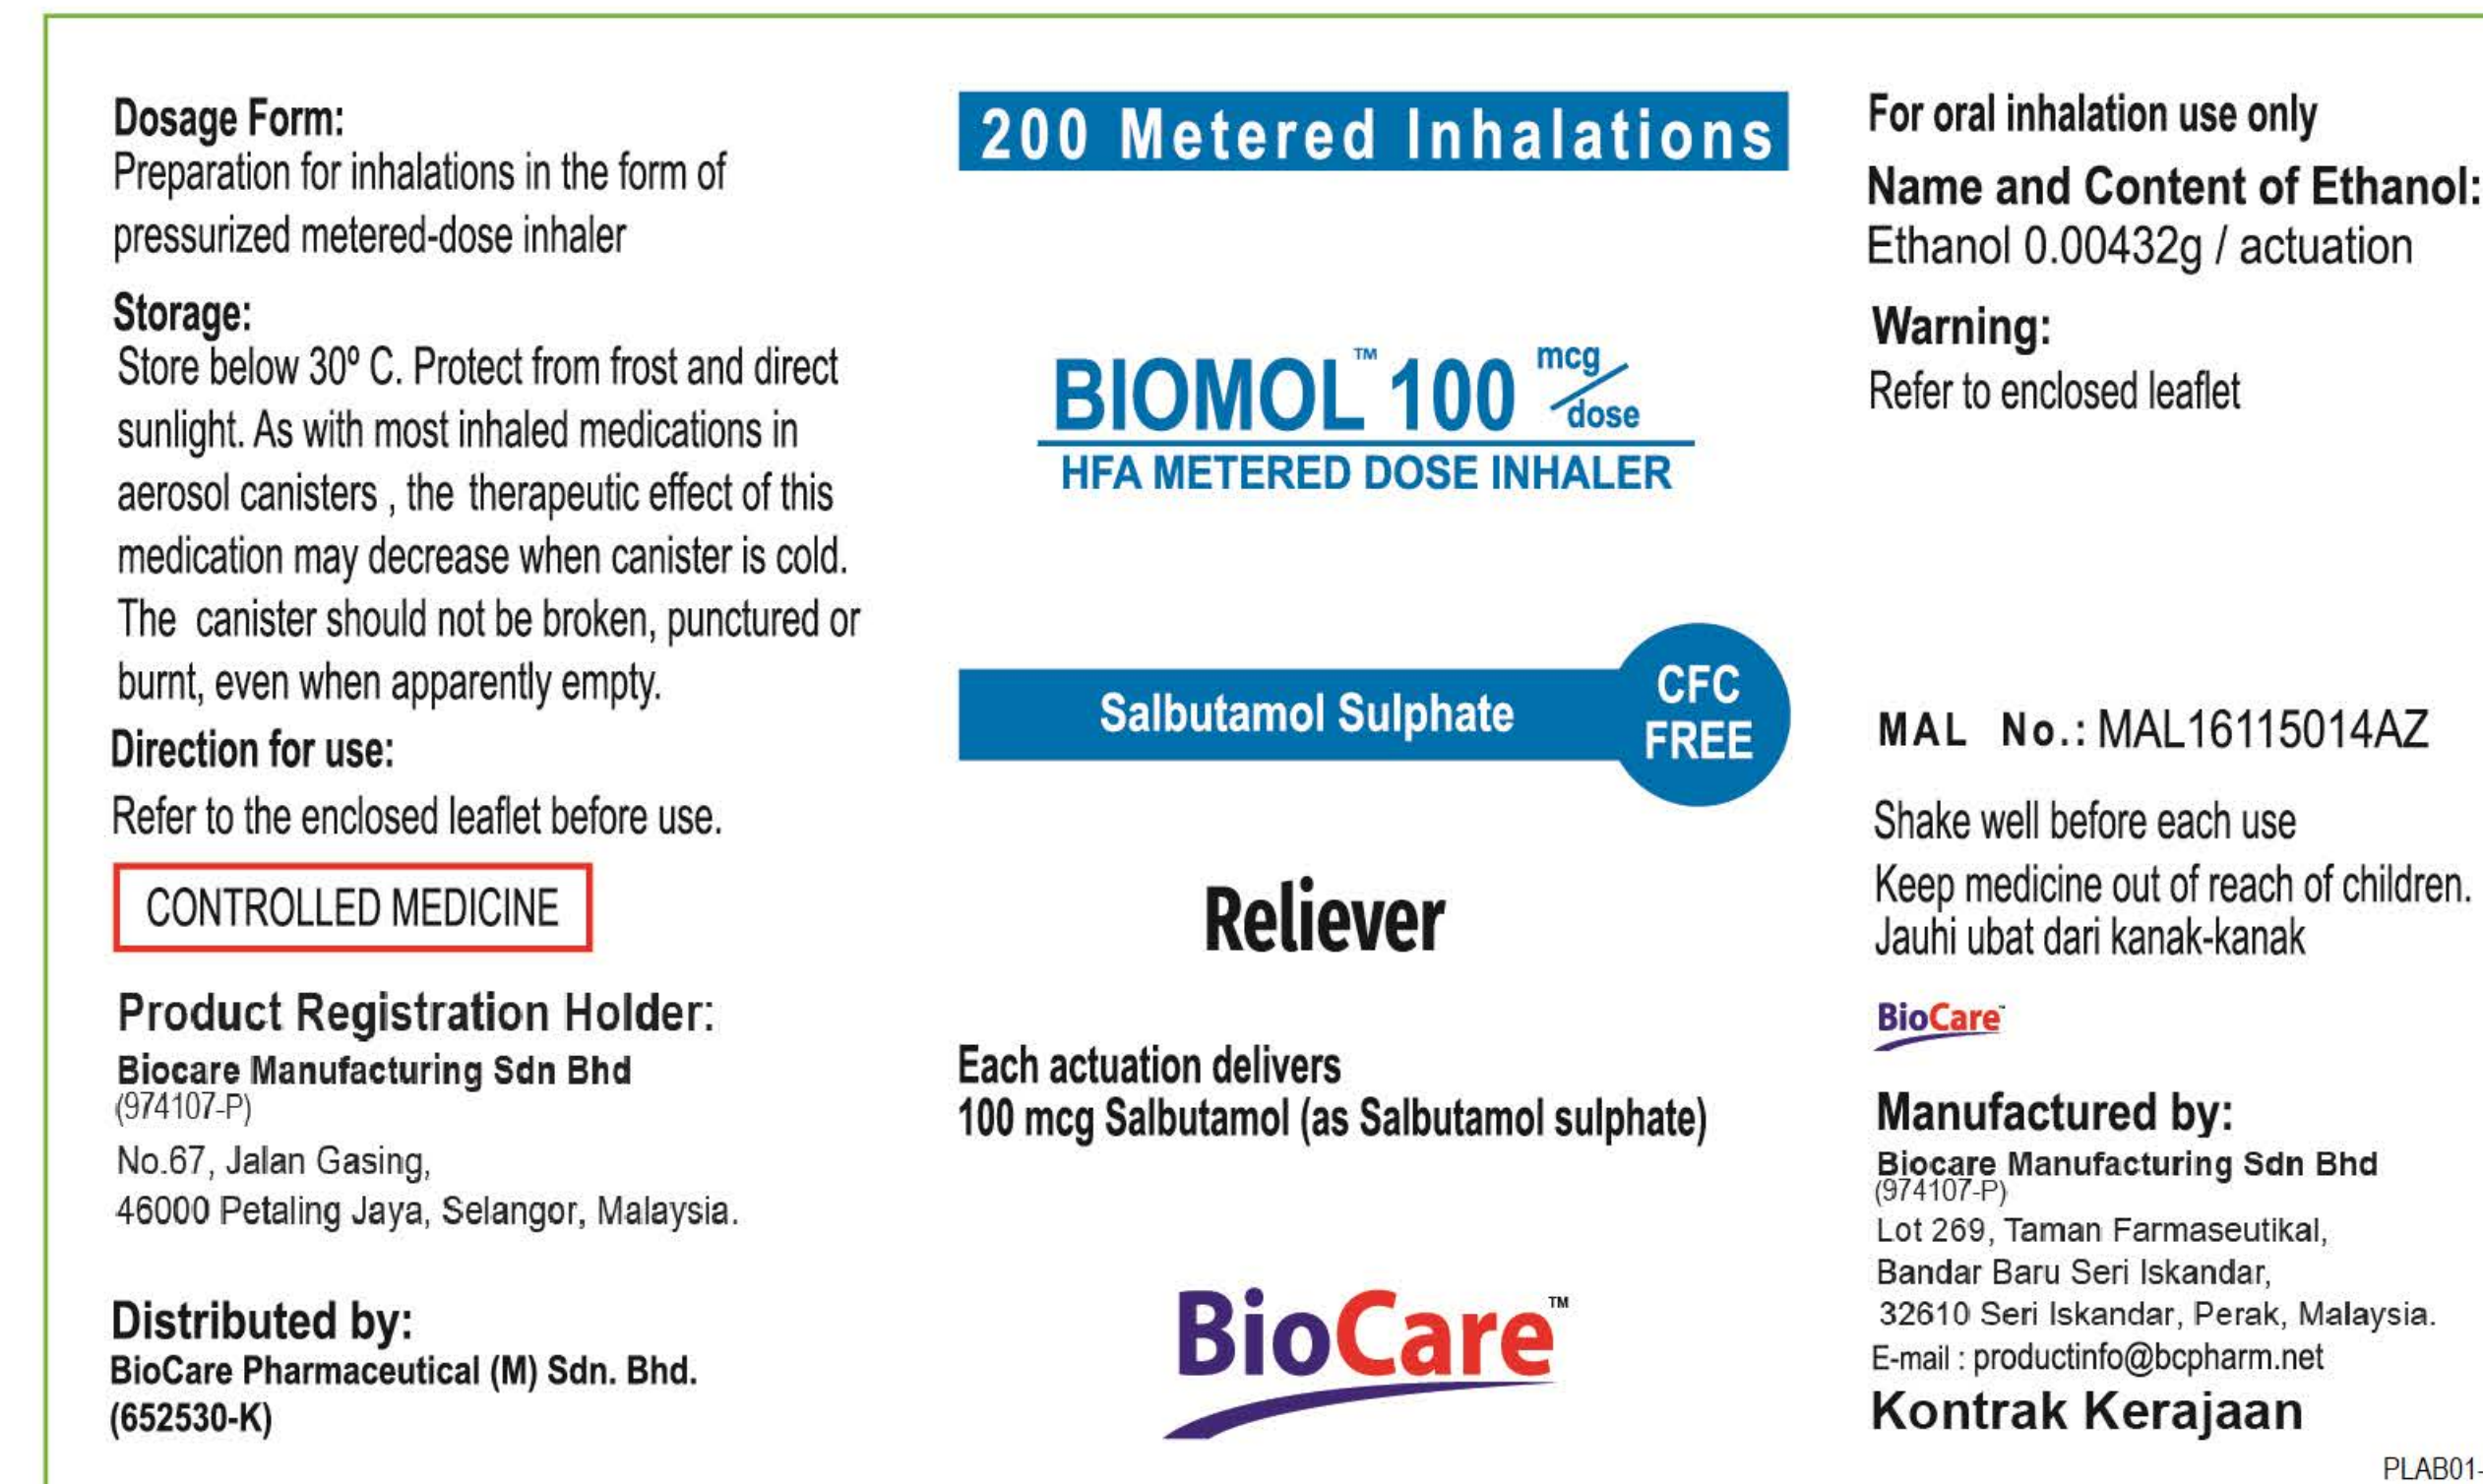 Dosage Form:
Preparation for inhalations in the form of
pressurized metered-dose inhaler
Storage:
Store below 30º C. Protect from frost and direct
sunlight. As with most inhaled medications in
aerosol canisters , the therapeutic effect of this
medication may decrease when canister is cold.
The canister should not be broken, punctured or
burnt, even when apparently empty.
Direction for use:
Refer to the enclosed leaflet before use.
CONTROLLED MEDICINE
Product Registration Holder:
Biocare Manufacturing Sdn Bhd
(974107-P)
No.67, Jalan Gasing,
46000 Petaling Jaya, Selangor, Malaysia.
Distributed by:
BioCare Pharmaceutical (M) Sdn. Bhd.
(652530-K)
200 Metered Inhalations
BIOMOL™ 100 mcg/dose
HFA METERED DOSE INHALER
Salbutamol Sulphate
CFC
FREE
Reliever
Each actuation delivers
100 mcg Salbutamol (as Salbutamol sulphate)
BioCare™
For oral inhalation use only
Name and Content of Ethanol:
Ethanol 0.00432g / actuation
Warning:
Refer to enclosed leaflet
MAL No.: MAL16115014AZ
Shake well before each use
Keep medicine out of reach of children.
Jauhi ubat dari kanak-kanak
BioCare™
Manufactured by:
Biocare Manufacturing Sdn Bhd
(974107-P)
Lot 269, Taman Farmaseutikal,
Bandar Baru Seri Iskandar,
32610 Seri Iskandar, Perak, Malaysia.
E-mail : productinfo@bcpharm.net
Kontrak Kerajaan
PLAB01-